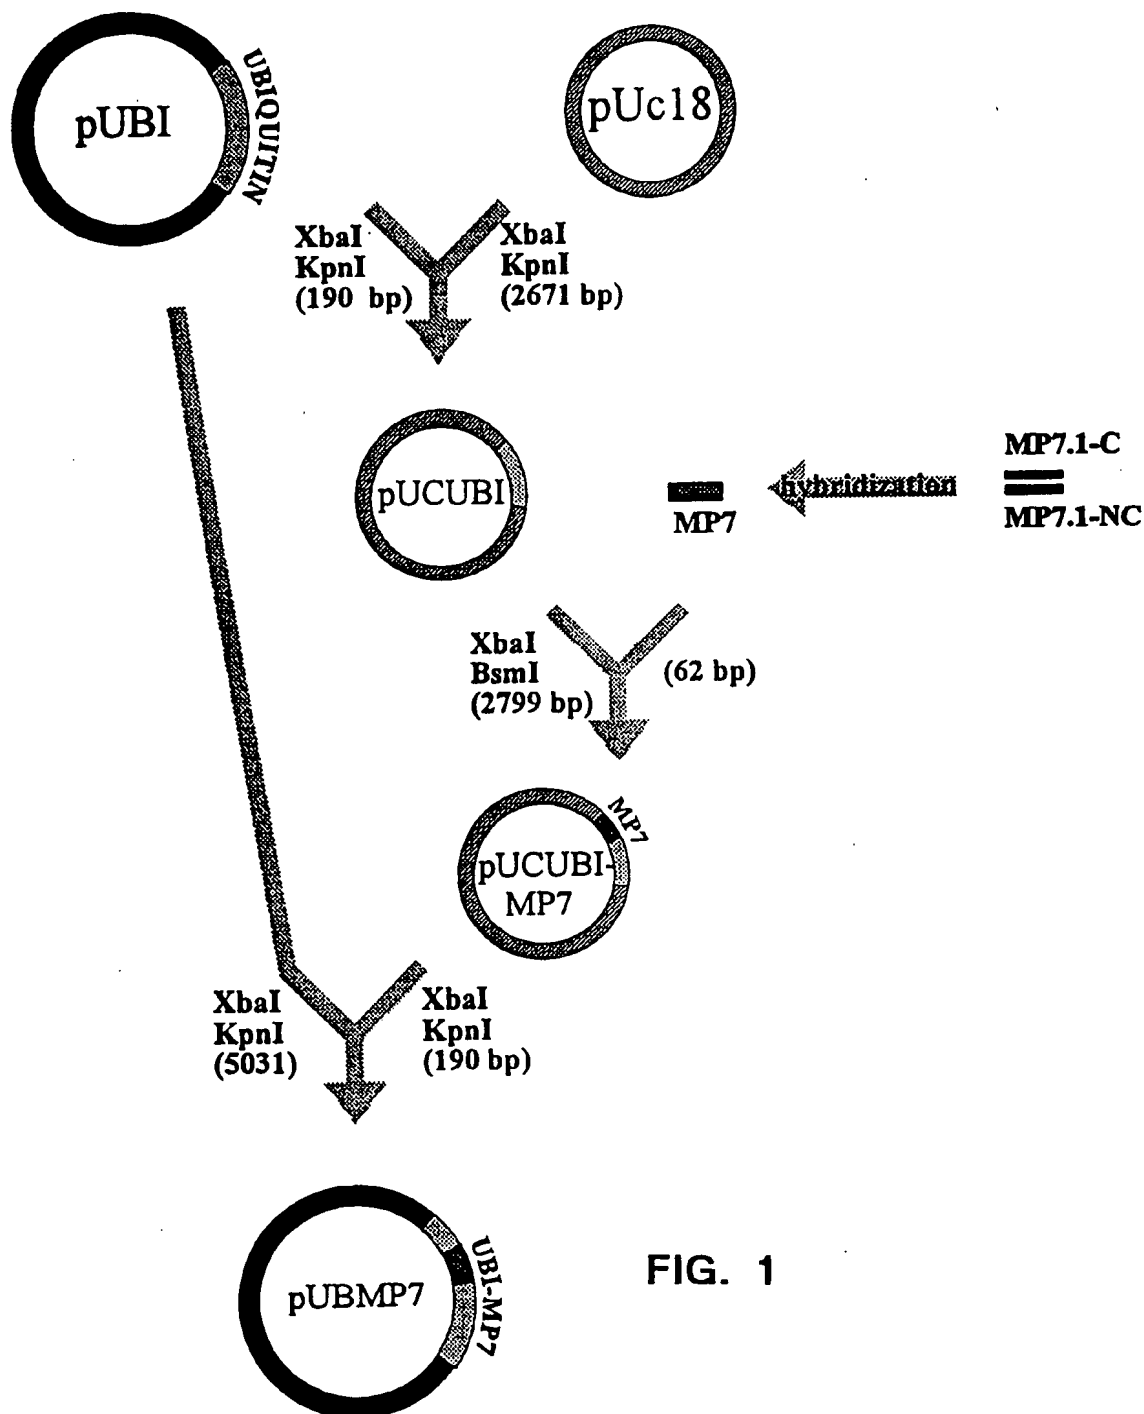 pUBI
UBIQUITIN
pUc18
XbaI
KpnI
(190 bp)
XbaI
KpnI
(2671 bp)
pUCUBI
MP7
hybridization
MP7.1-C
MP7.1-NC
XbaI
BsmI
(2799 bp)
(62 bp)
MP7
pUCUBI-
MP7
XbaI
KpnI
(5031)
XbaI
KpnI
(190 bp)
pUBMP7
UBI-MP7
FIG. 1